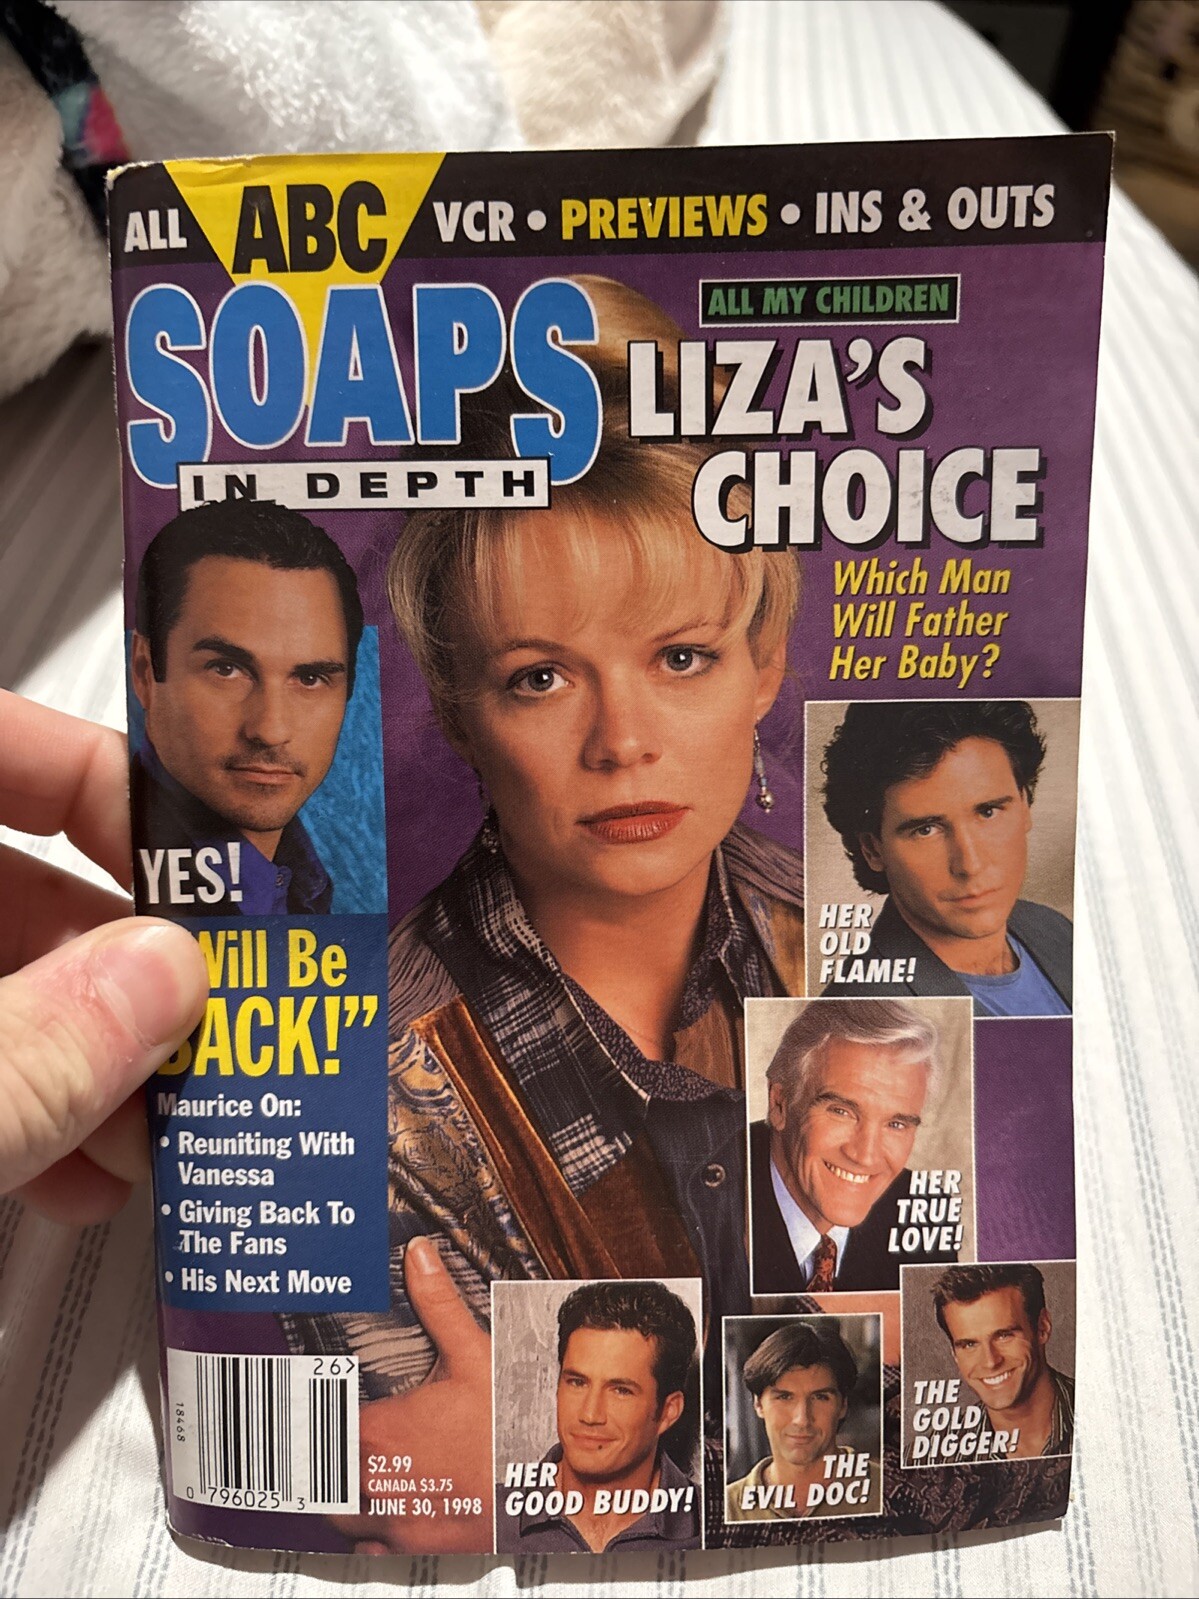 ALL ABC VCR • PREVIEWS • INS & OUTS
SOAPS
IN DEPTH
ALL MY CHILDREN
LIZA'S
CHOICE
Which Man
Will Father
Her Baby?
YES!
Will Be
ACK!”
Maurice On:
• Reuniting With
Vanessa
• Giving Back To
The Fans
• His Next Move
HER
OLD
FLAME!
HER
TRUE
LOVE!
HER
GOOD BUDDY!
THE
EVIL DOC!
THE
GOLD
DIGGER!
26>
18468
0 796025 3
$2.99
CANADA $3.75
JUNE 30, 1998